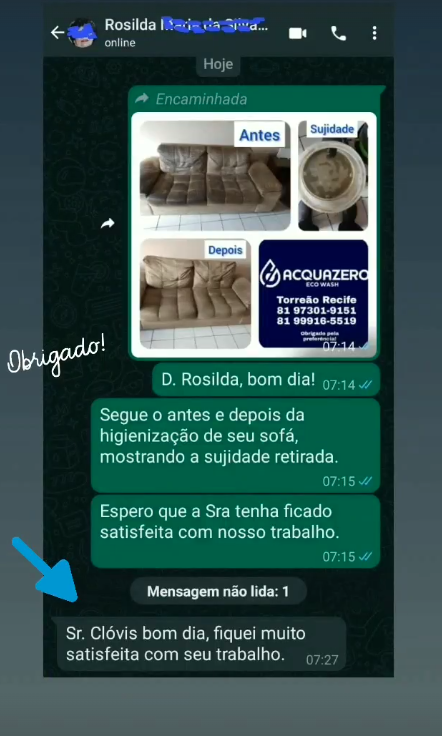 Rosilda
online
Hoje
Encaminhada
Antes
Sujidade
Depois
ACQUAZERO
ECO WASH
Torreão Recife
81 97301-9151
81 99916-5519
Obrigado pela
preferência!
07:14
Obrigado!
D. Rosilda, bom dia! 07:14
Segue o antes e depois da
higienização de seu sofá,
mostrando a sujidade retirada.
07:15
Espero que a Sra tenha ficado
satisfeita com nosso trabalho.
07:15
Mensagem não lida: 1
Sr. Clóvis bom dia, fiquei muito
satisfeita com seu trabalho. 07:27